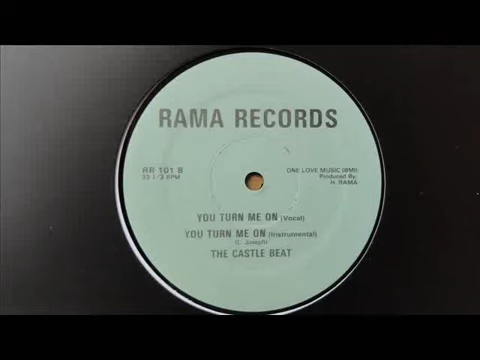 RAMA RECORDS
RR 101 B
33 1/3 RPM
ONE LOVE MUSIC (BMI)
Produced By:
H. RAMA
YOU TURN ME ON (Vocal)
YOU TURN ME ON (Instrumental)
(L. Joseph)
THE CASTLE BEAT